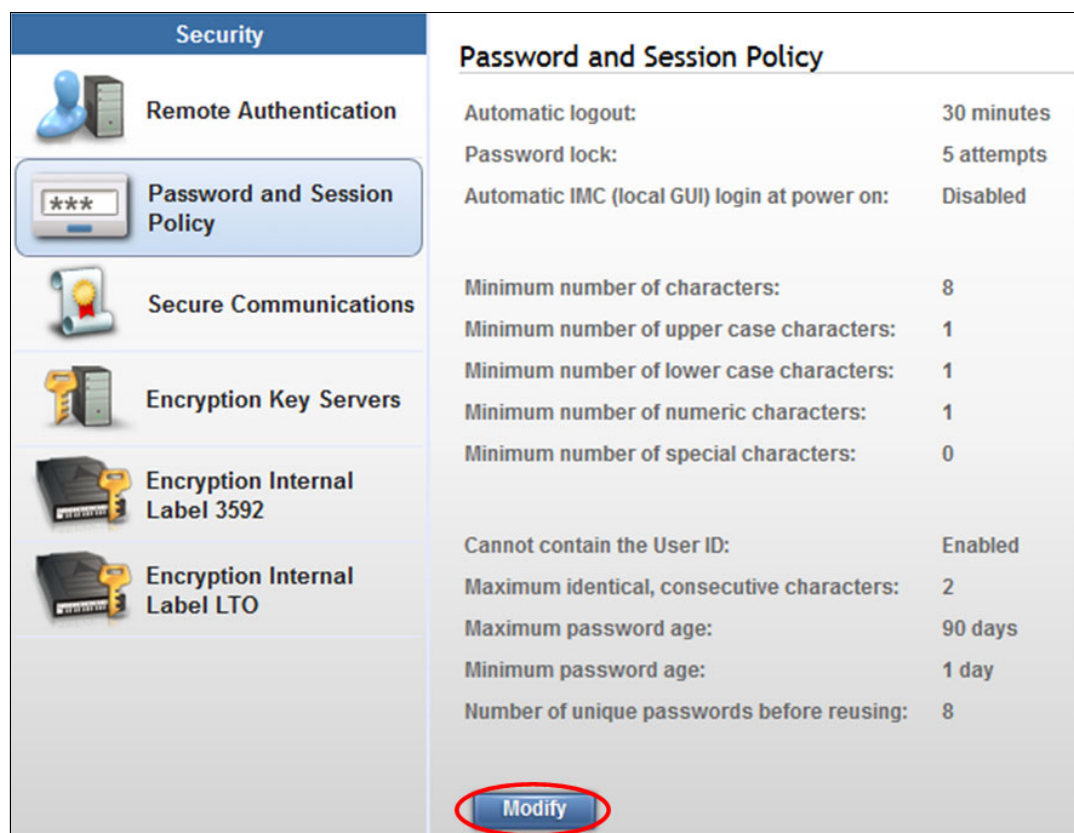 Security
Remote Authentication
***
Password and Session
Policy
Secure Communications
Encryption Key Servers
Encryption Internal
Label 3592
Encryption Internal
Label LTO
Password and Session Policy
Automatic logout: 30 minutes
Password lock: 5 attempts
Automatic IMC (local GUI) login at power on: Disabled
Minimum number of characters: 8
Minimum number of upper case characters: 1
Minimum number of lower case characters: 1
Minimum number of numeric characters: 1
Minimum number of special characters: 0
Cannot contain the User ID: Enabled
Maximum identical, consecutive characters: 2
Maximum password age: 90 days
Minimum password age: 1 day
Number of unique passwords before reusing: 8
Modify